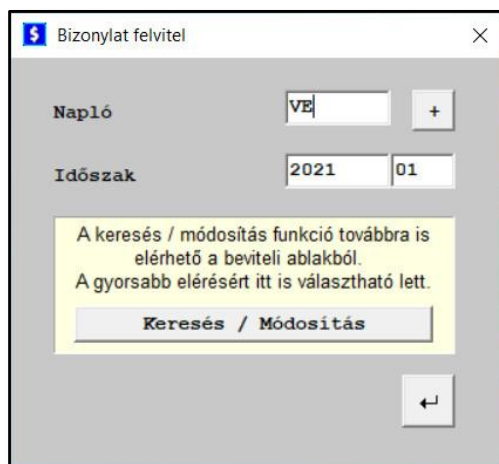 $ Bizonylat felvitel
Napló VE +
Időszak 2021 01
A keresés / módosítás funkció továbbra is
elérhető a beviteli ablakból.
A gyorsabb elérésért itt is választható lett.
Keresés / Módosítás